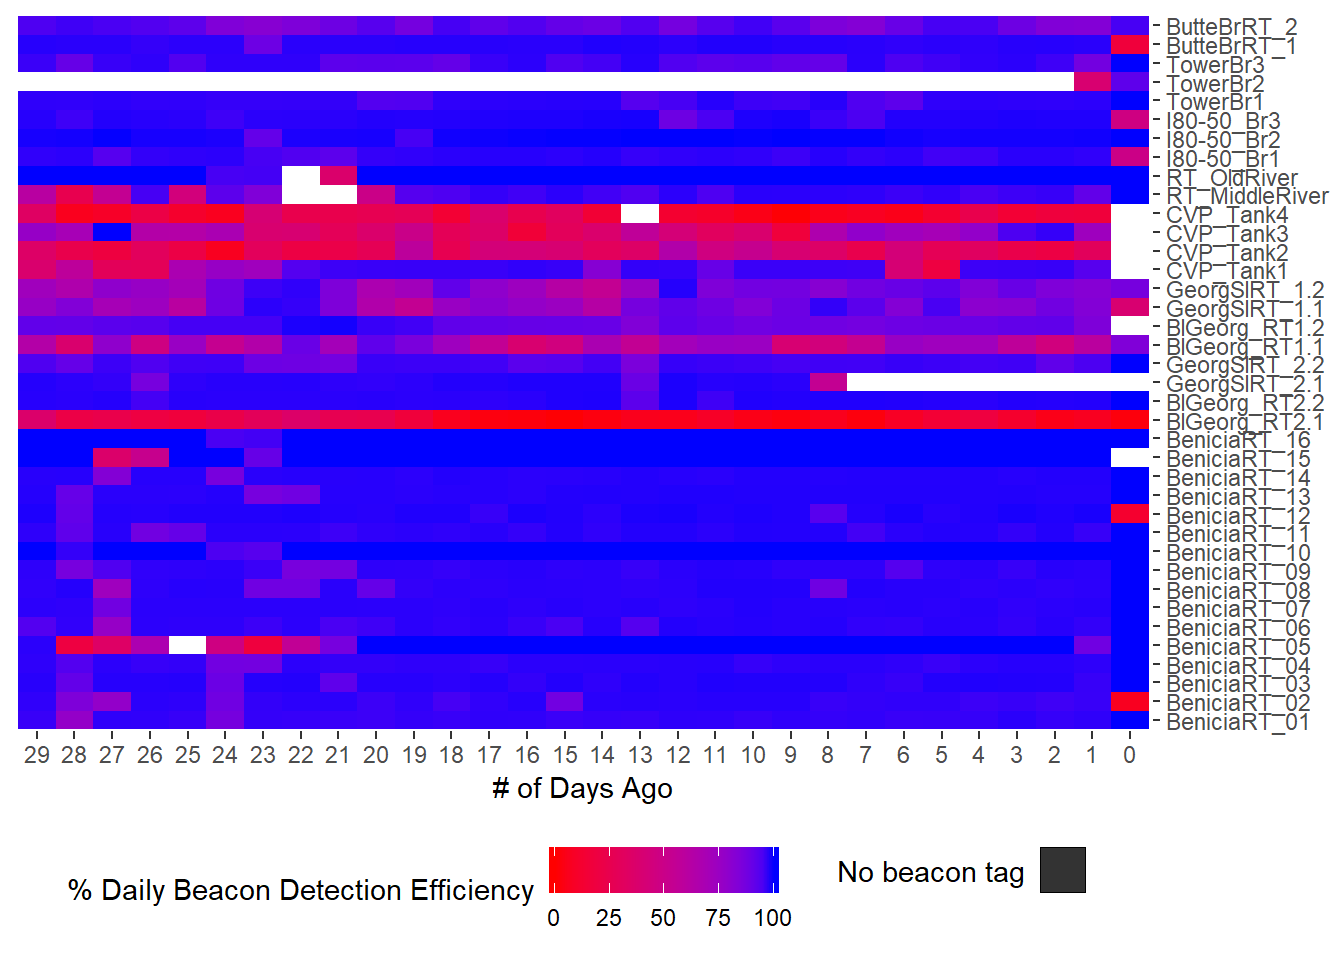 ButteBrRT_2
ButteBrRT_1
TowerBr3
TowerBr2
TowerBr1
I80-50_Br3
I80-50_Br2
I80-50_Br1
RT_OldRiver
RT_MiddleRiver
CVP_Tank4
CVP_Tank3
CVP_Tank2
CVP_Tank1
GeorgSlRT_1.2
GeorgSlRT_1.1
BlGeorg_RT1.2
BlGeorg_RT1.1
GeorgSlRT_2.2
GeorgSlRT_2.1
BlGeorg_RT2.2
BlGeorg_RT2.1
BeniciaRT_16
BeniciaRT_15
BeniciaRT_14
BeniciaRT_13
BeniciaRT_12
BeniciaRT_11
BeniciaRT_10
BeniciaRT_09
BeniciaRT_08
BeniciaRT_07
BeniciaRT_06
BeniciaRT_05
BeniciaRT_04
BeniciaRT_03
BeniciaRT_02
BeniciaRT_01
29 28 27 26 25 24 23 22 21 20 19 18 17 16 15 14 13 12 11 10 9 8 7 6 5 4 3 2 1 0
# of Days Ago
% Daily Beacon Detection Efficiency
0 25 50 75 100
No beacon tag